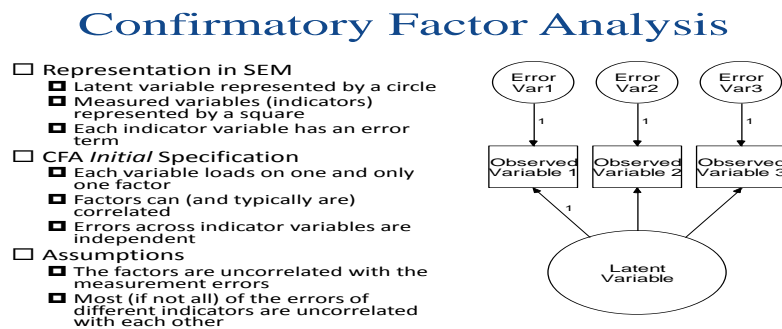 Confirmatory Factor Analysis
Representation in SEM
Latent variable represented by a circle
Measured variables (indicators)
represented by a square
Each indicator variable has an error
term
CFA Initial Specification
Each variable loads on one and only
one factor
Factors can (and typically are)
correlated
Errors across indicator variables are
independent
Assumptions
The factors are uncorrelated with the
measurement errors
Most (if not all) of the errors of
different indicators are uncorrelated
with each other
Error
Var1
Error
Var2
Error
Var3
1
1
1
Observed
Variable 1
Observed
Variable 2
Observed
Variable 3
1
Latent
Variable